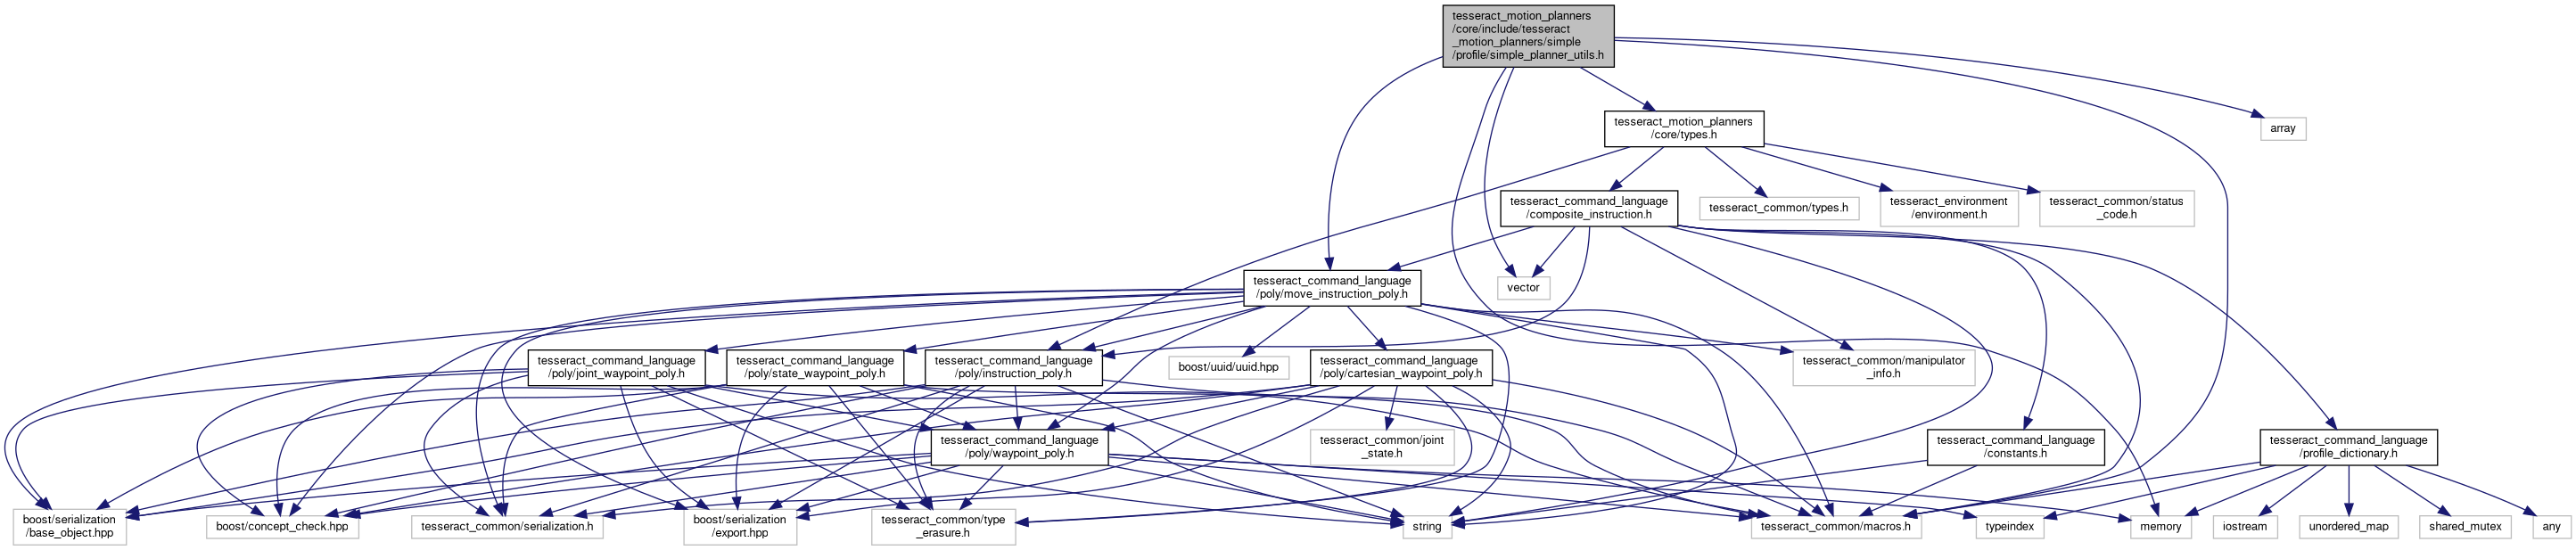 tesseract_motion_planners
/core/include/tesseract
_motion_planners/simple
/profile/simple_planner_utils.h
tesseract_motion_planners
/core/types.h
array
tesseract_command_language
/composite_instruction.h
tesseract_common/types.h
tesseract_environment
/environment.h
tesseract_common/status
_code.h
tesseract_command_language
/poly/move_instruction_poly.h
vector
tesseract_command_language
/poly/joint_waypoint_poly.h
tesseract_command_language
/poly/state_waypoint_poly.h
tesseract_command_language
/poly/instruction_poly.h
boost/uuid/uuid.hpp
tesseract_command_language
/poly/cartesian_waypoint_poly.h
tesseract_common/manipulator
_info.h
tesseract_command_language
/poly/waypoint_poly.h
tesseract_common/joint
_state.h
tesseract_command_language
/constants.h
tesseract_command_language
/profile_dictionary.h
boost/serialization
/base_object.hpp
boost/concept_check.hpp
tesseract_common/serialization.h
boost/serialization
/export.hpp
tesseract_common/type
_erasure.h
string
tesseract_common/macros.h
typeindex
memory
iostream
unordered_map
shared_mutex
any